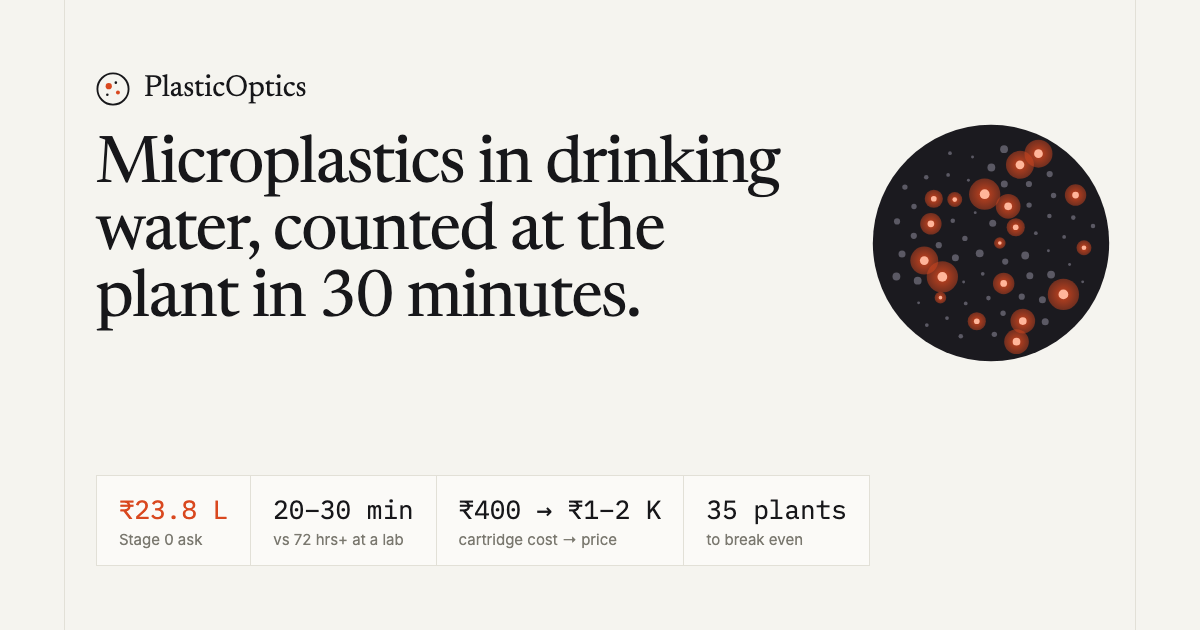 PlasticOptics
Microplastics in drinking
water, counted at the
plant in 30 minutes.
₹23.8 L
Stage 0 ask
20–30 min
vs 72 hrs+ at a lab
₹400 → ₹1–2 K
cartridge cost → price
35 plants
to break even